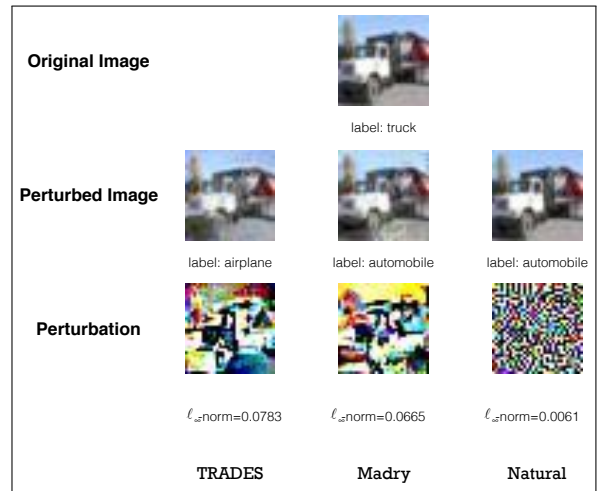 Original Image
label: truck
Perturbed Image
label: airplane label: automobile label: automobile
Perturbation
ℓ∞norm=0.0783 ℓ∞norm=0.0665 ℓ∞norm=0.0061
TRADES Madry Natural